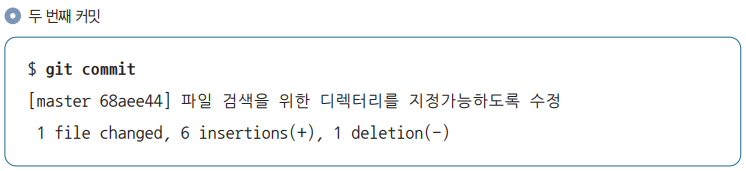 두 번째 커밋
$ git commit
[master 68aee44] 파일 검색을 위한 디렉터리를 지정가능하도록 수정
1 file changed, 6 insertions(+), 1 deletion(-)